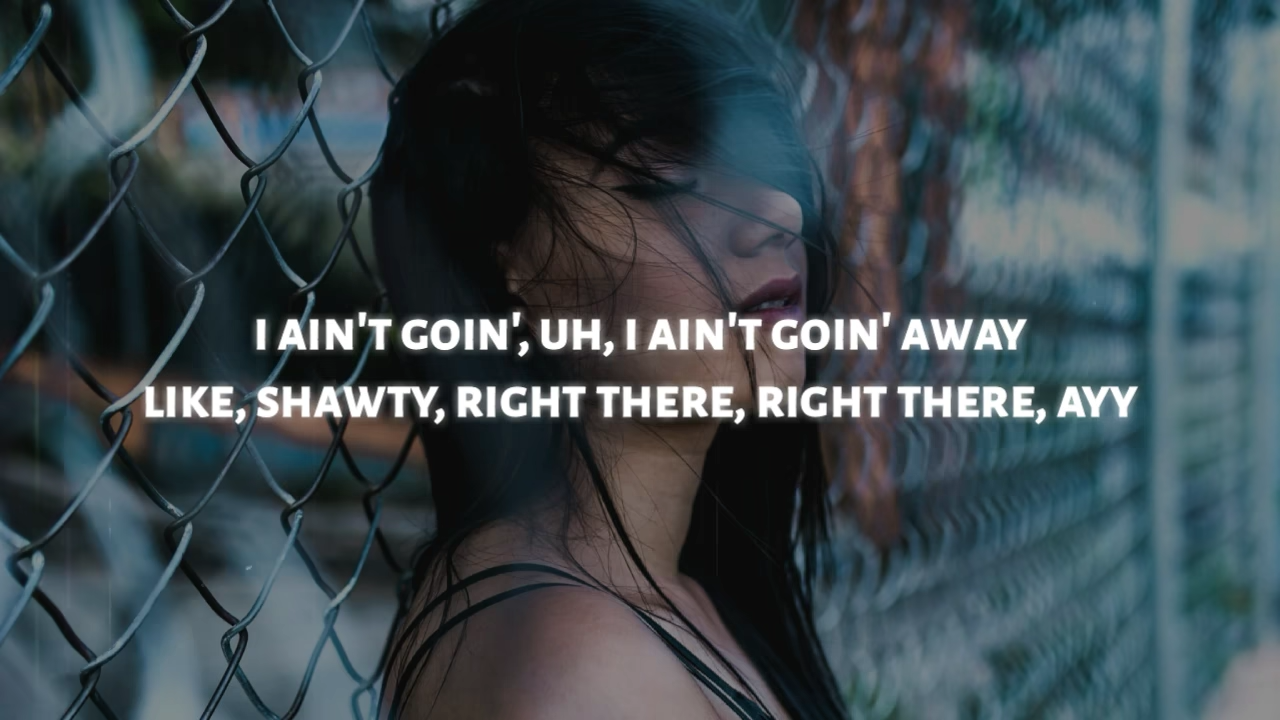 I AIN'T GOIN', UH, I AIN'T GOIN' AWAY
LIKE, SHAWTY, RIGHT THERE, RIGHT THERE, AYY